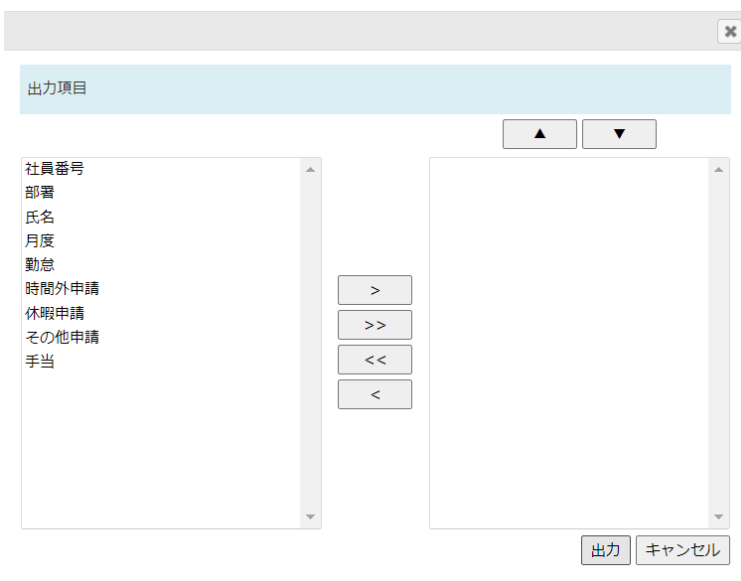 出力項目
▲ ▼
社員番号
部署
氏名
月度
勤怠
時間外申請
休暇申請
その他申請
手当
>
>>
<<
<
出力 キャンセル